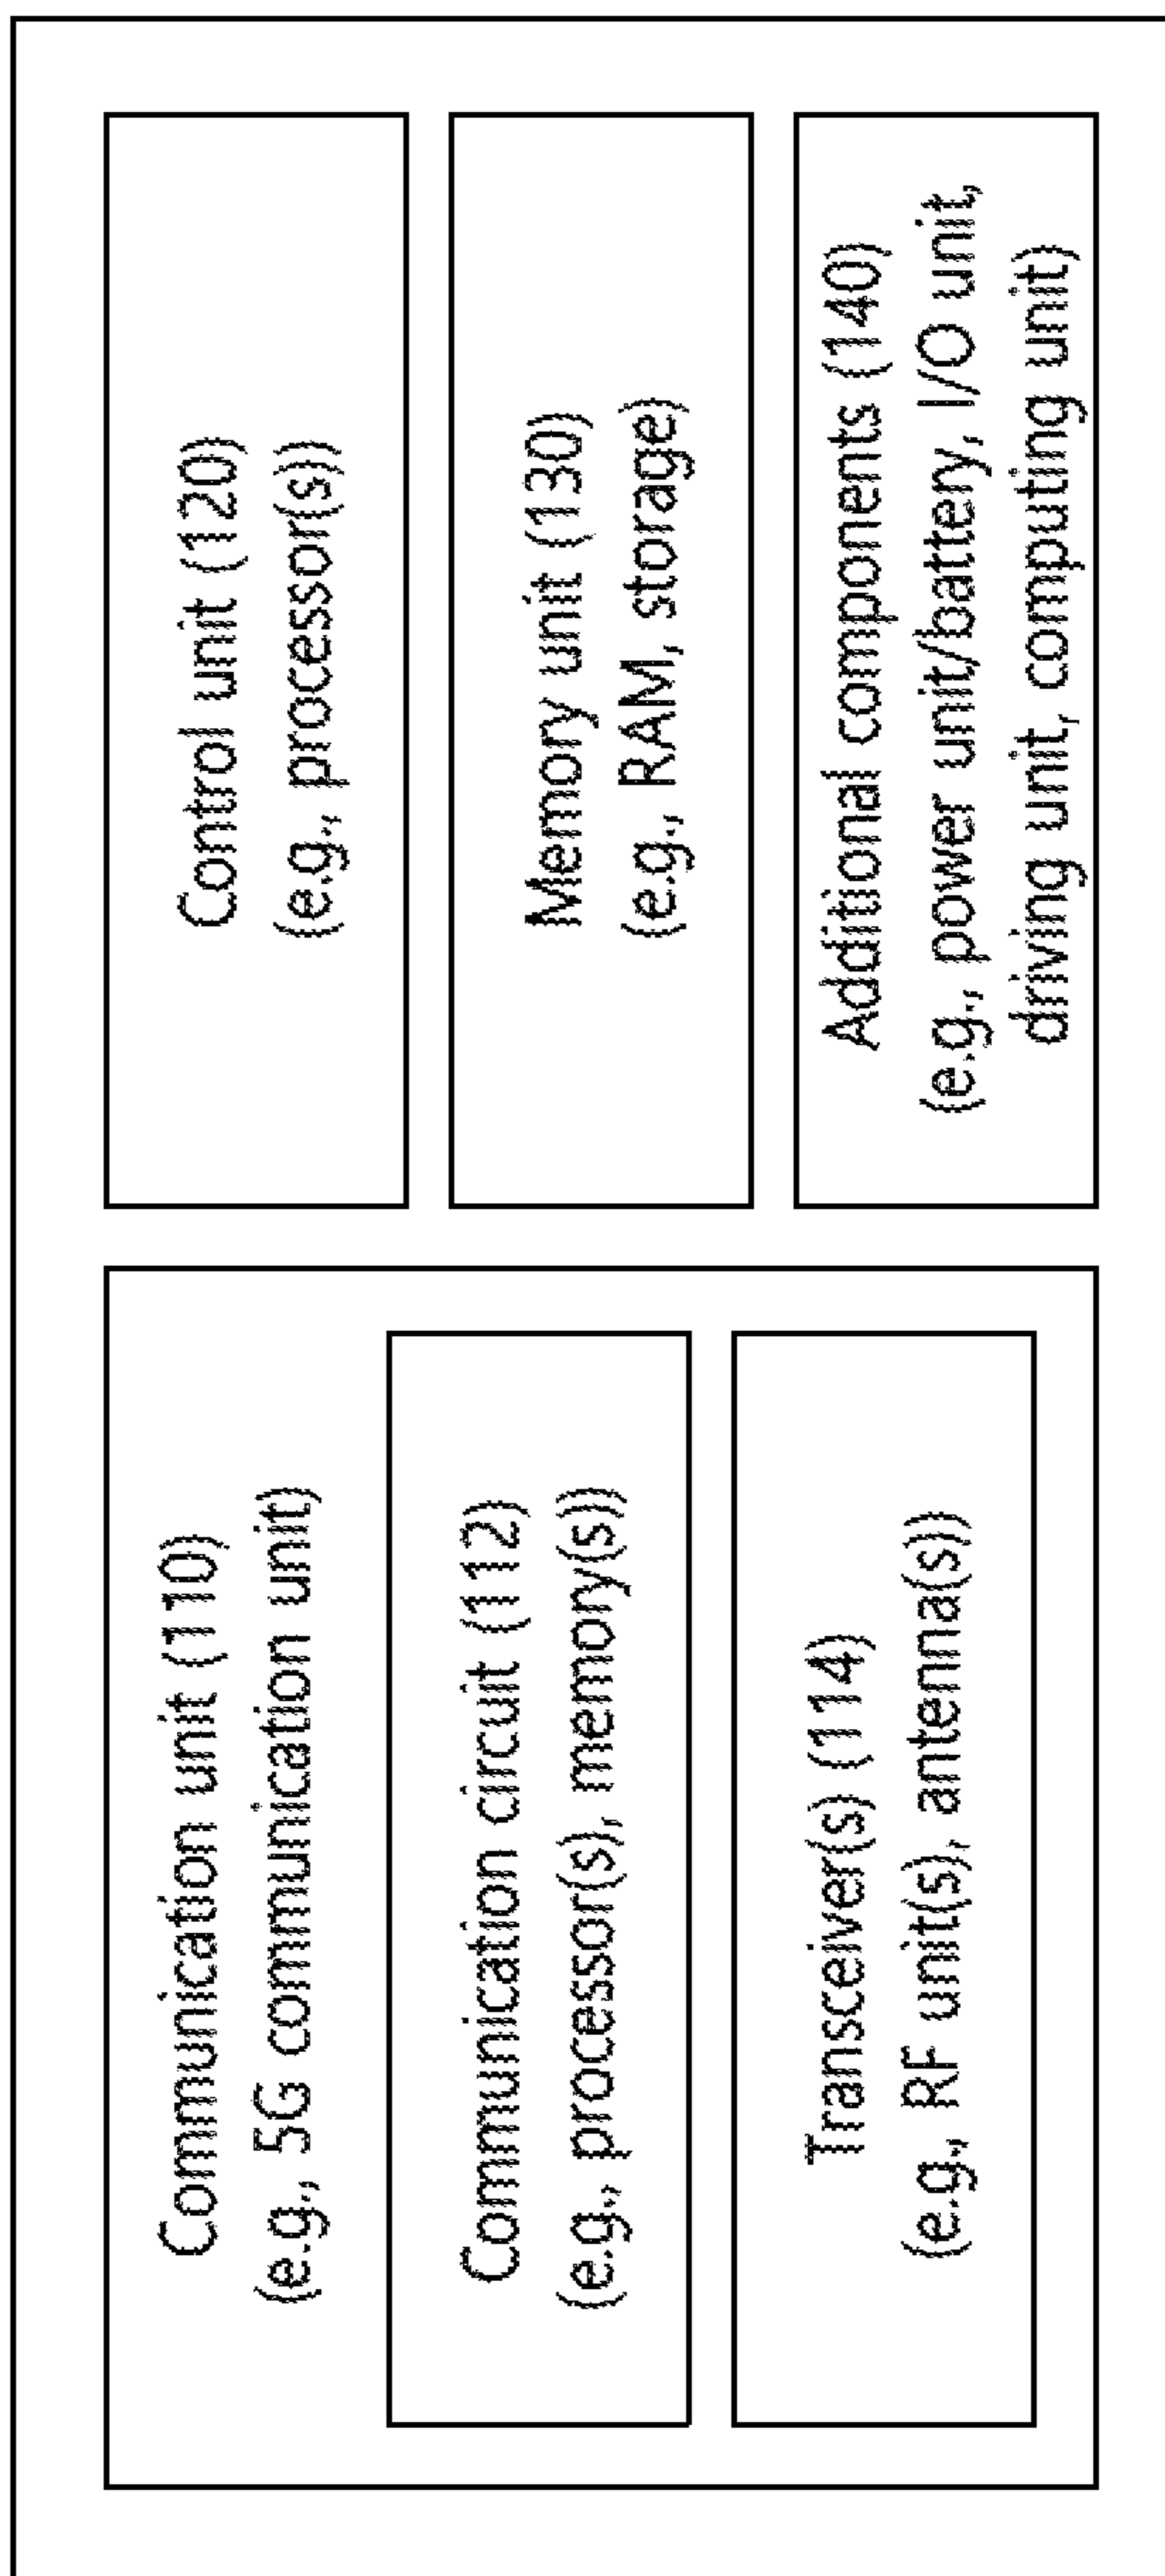 Communication unit (110)
(e.g., 5G communication unit)
Communication circuit (112)
(e.g., processor(s), memory(s))
Transceiver(s) (114)
(e.g., RF unit(s), antenna(s))
Control unit (120)
(e.g., processor(s))
Memory unit (130)
(e.g., RAM, storage)
Additional components (140)
(e.g., power unit/battery, I/O unit,
driving unit, computing unit)